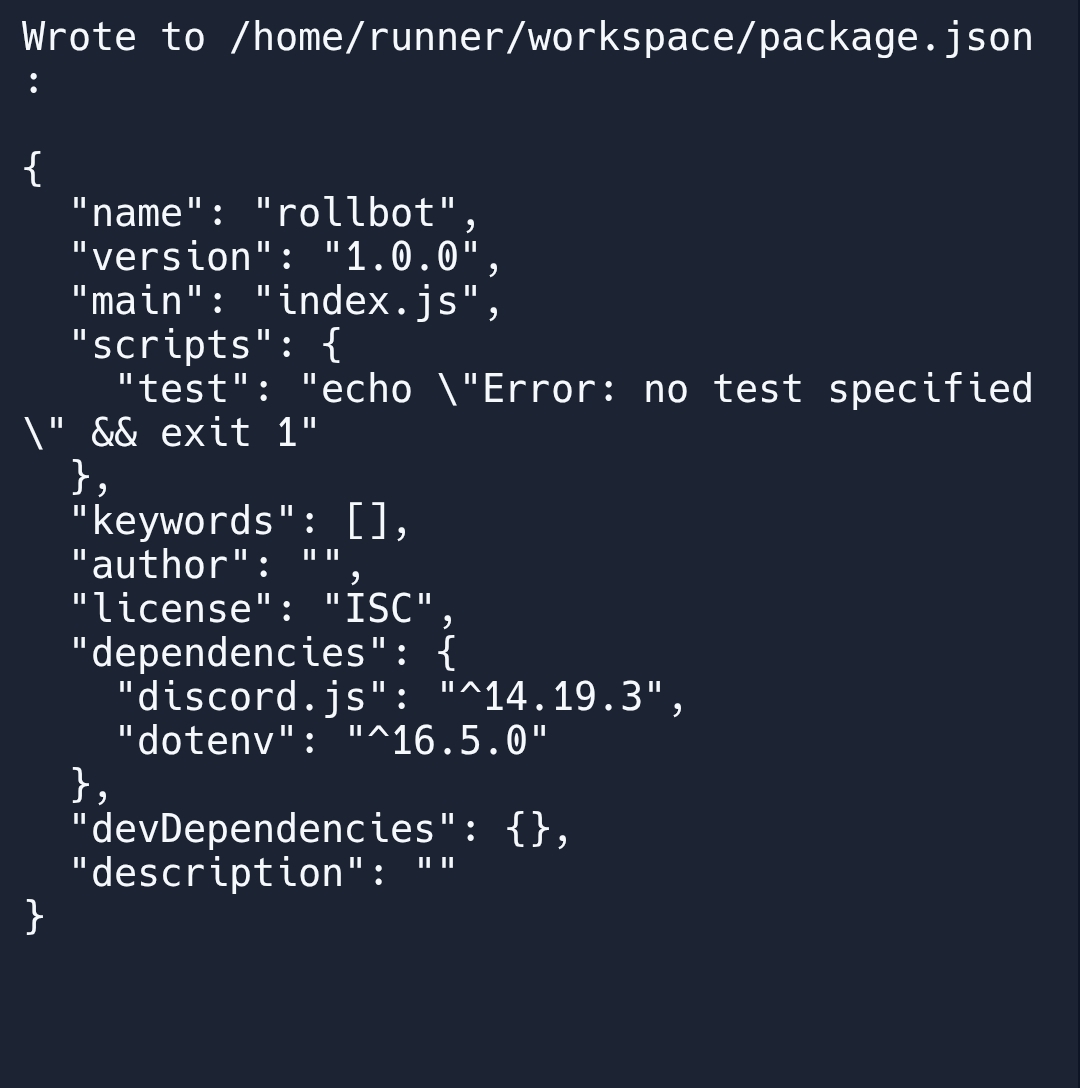 Wrote to /home/runner/workspace/package.json
:

{
  "name": "rollbot",
  "version": "1.0.0",
  "main": "index.js",
  "scripts": {
    "test": "echo \"Error: no test specified
\" && exit 1"
  },
  "keywords": [],
  "author": "",
  "license": "ISC",
  "dependencies": {
    "discord.js": "^14.19.3",
    "dotenv": "^16.5.0"
  },
  "devDependencies": {},
  "description": ""
}